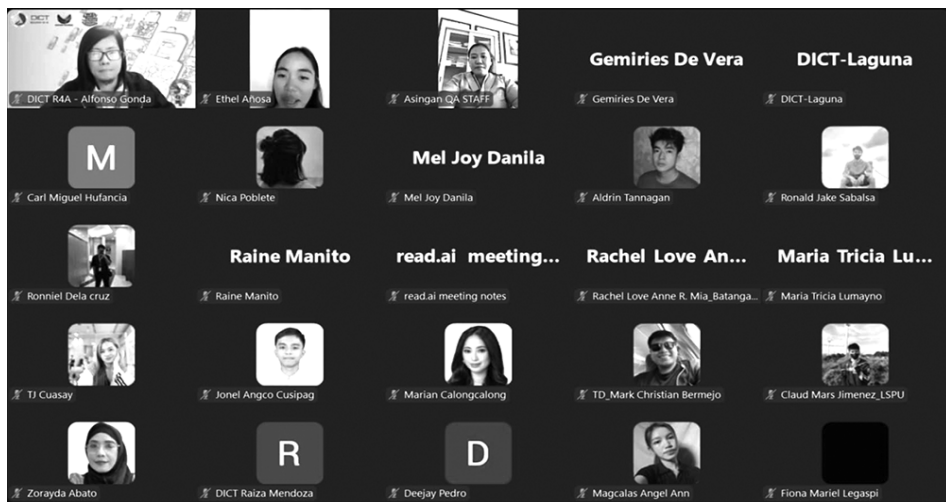 DICT
DICT R4A - Alfonso Gonda
Ethel Añosa
Asingan QA STAFF
Gemiries De Vera
Gemiries De Vera
DICT-Laguna
DICT-Laguna
M
Carl Miguel Hufancia
Nica Poblete
Mel Joy Danila
Mel Joy Danila
Aldrin Tannagan
Ronald Jake Sabalsa
Ronniel Dela cruz
Raine Manito
Raine Manito
read.ai meeting...
read.ai meeting notes
Rachel Love An...
Rachel Love Anne R. Mia_Batanga...
Maria Tricia Lu...
Maria Tricia Lumayno
TJ Cuasay
Jonel Angco Cusipag
Marian Calongcalong
TD_Mark Christian Bermejo
Claud Mars Jimenez_LSPU
Zorayda Abato
R
DICT Raiza Mendoza
D
Deejay Pedro
Magcalas Angel Ann
Fiona Mariel Legaspi